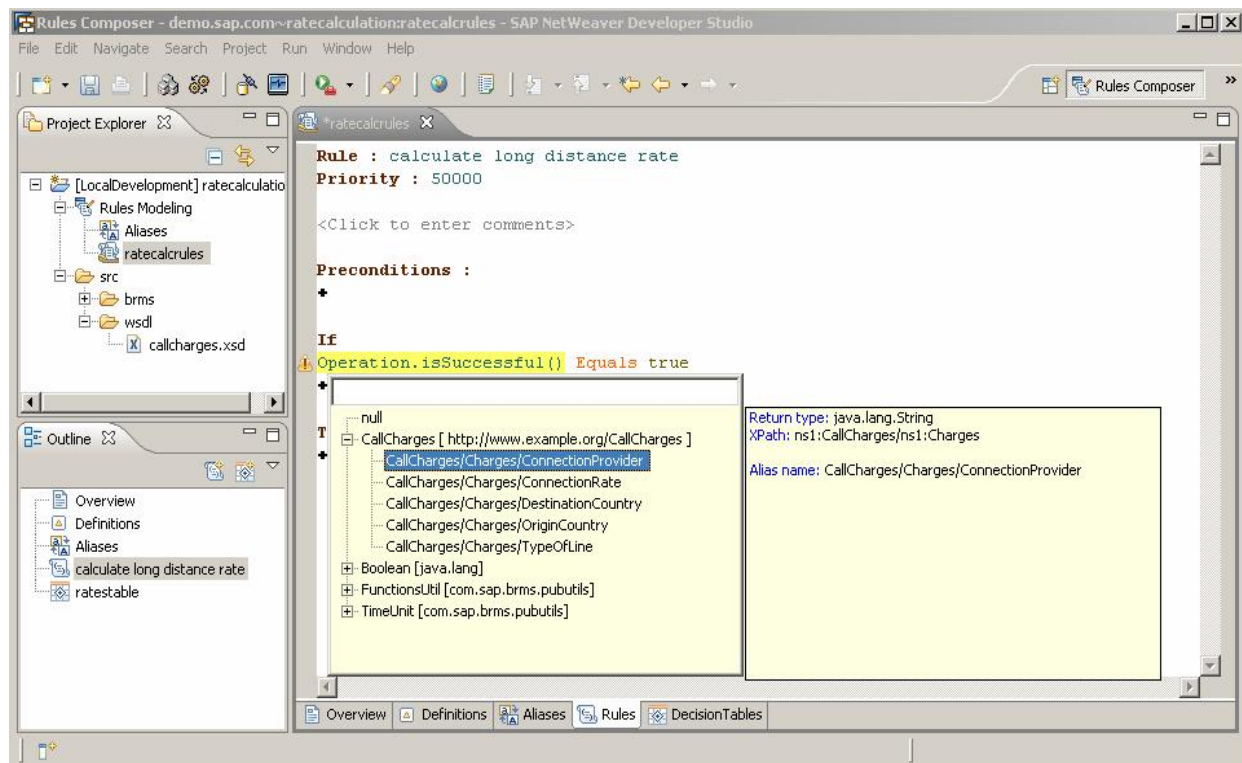 Rules Composer - demo.sap.com~ratecalculation:ratecalcrules - SAP NetWeaver Developer Studio
File Edit Navigate Search Project Run Window Help
Rules Composer
Project Explorer
[LocalDevelopment] ratecalculatio
Rules Modeling
Aliases
ratecalcrules
src
brms
wsdl
callcharges.xsd
Outline
Overview
Definitions
Aliases
calculate long distance rate
ratestable
*ratecalcrules
Rule : calculate long distance rate
Priority : 50000
<Click to enter comments>
Preconditions :
+
If
Operation.isSuccessful() Equals true
+
T
+
null
CallCharges [ http://www.example.org/CallCharges ]
CallCharges/Charges/ConnectionProvider
CallCharges/Charges/ConnectionRate
CallCharges/Charges/DestinationCountry
CallCharges/Charges/OriginCountry
CallCharges/Charges/TypeOfLine
Boolean [java.lang]
FunctionsUtil [com.sap.brms.pubutils]
TimeUnit [com.sap.brms.pubutils]
Return type: java.lang.String
XPath: ns1:CallCharges/ns1:Charges
Alias name: CallCharges/Charges/ConnectionProvider
Overview Definitions Aliases Rules DecisionTables